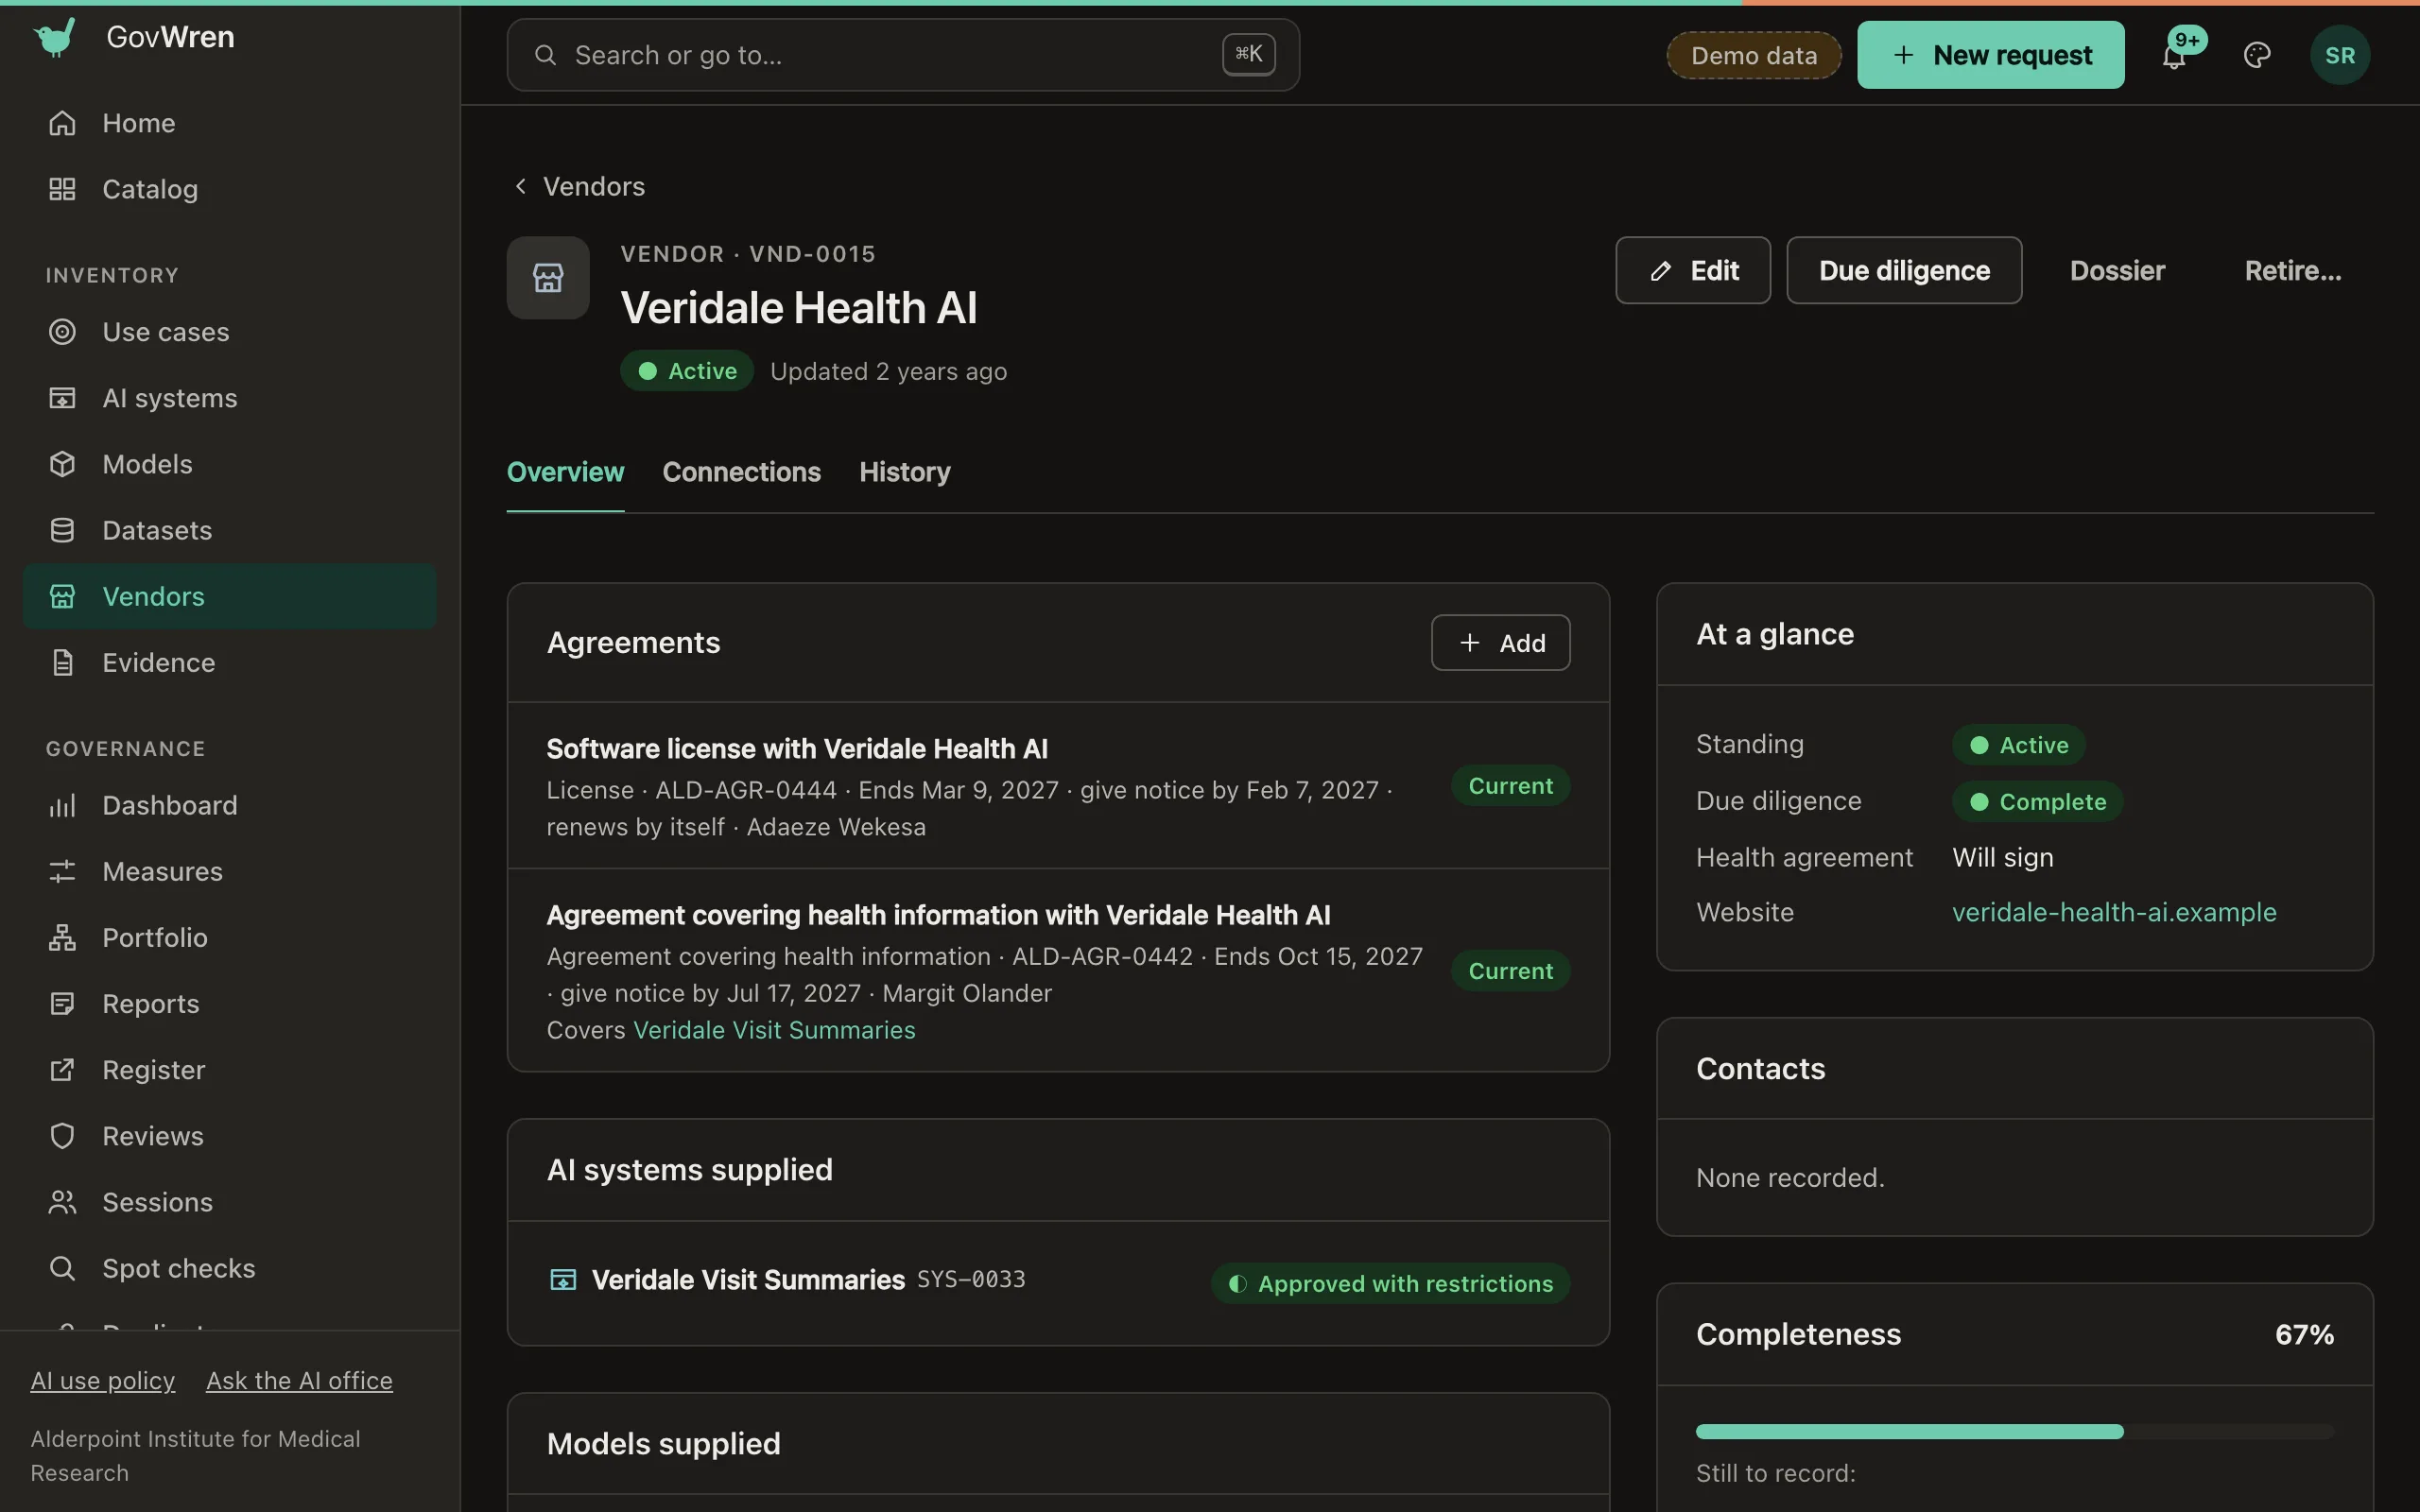 GovWren
Search or go to...
⌘K
Demo data
+ New request
9+
SR
Home
Catalog
INVENTORY
Use cases
AI systems
Models
Datasets
Vendors
Evidence
GOVERNANCE
Dashboard
Measures
Portfolio
Reports
Register
Reviews
Sessions
Spot checks
AI use policy
Ask the AI office
Alderpoint Institute for Medical
Research
Vendors
VENDOR · VND-0015
Veridale Health AI
Active
Updated 2 years ago
Edit
Due diligence
Dossier
Retire...
Overview
Connections
History
Agreements
+ Add
Software license with Veridale Health AI
License · ALD-AGR-0444 · Ends Mar 9, 2027 · give notice by Feb 7, 2027 ·
renews by itself · Adaeze Wekesa
Current
Agreement covering health information with Veridale Health AI
Agreement covering health information · ALD-AGR-0442 · Ends Oct 15, 2027
· give notice by Jul 17, 2027 · Margit Olander
Covers Veridale Visit Summaries
Current
AI systems supplied
Veridale Visit Summaries SYS-0033
Approved with restrictions
Models supplied
At a glance
Standing
Active
Due diligence
Complete
Health agreement
Will sign
Website
veridale-health-ai.example
Contacts
None recorded.
Completeness
67%
Still to record: